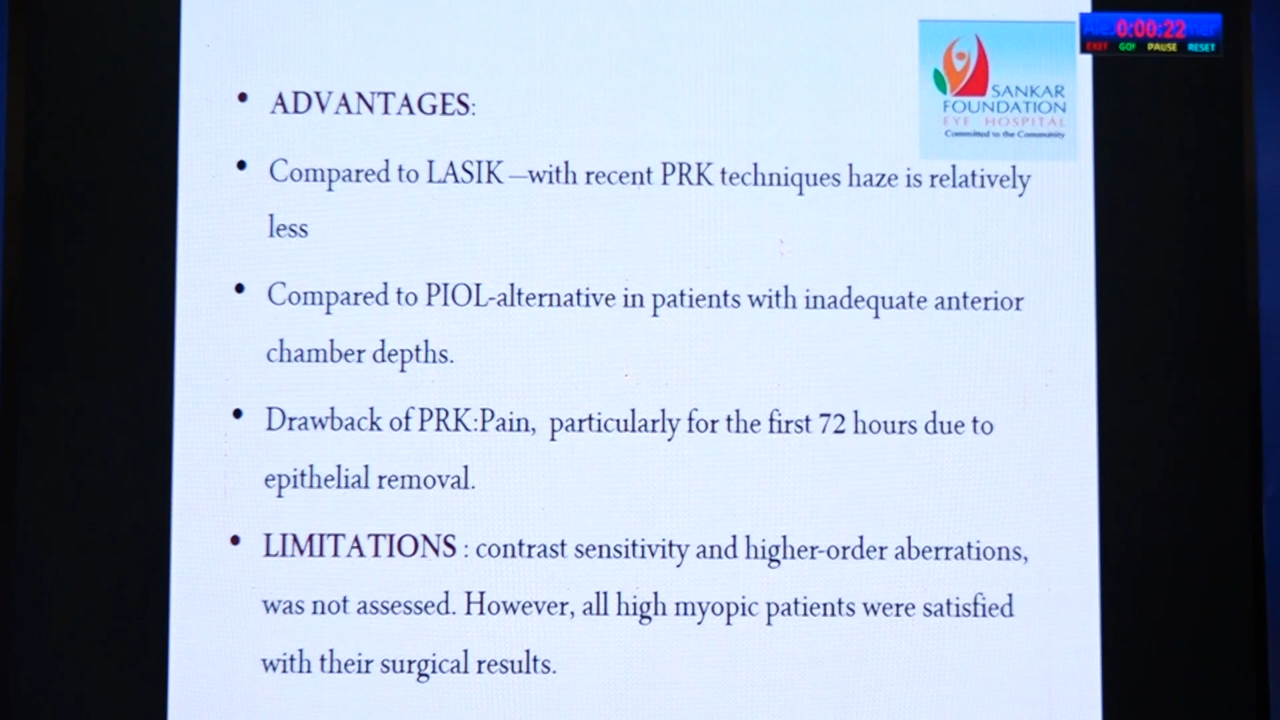 0:00:22
EXIT GO! PAUSE RESET
SANKAR
FOUNDATION
EYE HOSPITAL
Committed to the Community
• ADVANTAGES:
• Compared to LASIK –with recent PRK techniques haze is relatively
less
• Compared to PIOL-alternative in patients with inadequate anterior
chamber depths.
• Drawback of PRK:Pain, particularly for the first 72 hours due to
epithelial removal.
• LIMITATIONS : contrast sensitivity and higher-order aberrations,
was not assessed. However, all high myopic patients were satisfied
with their surgical results.